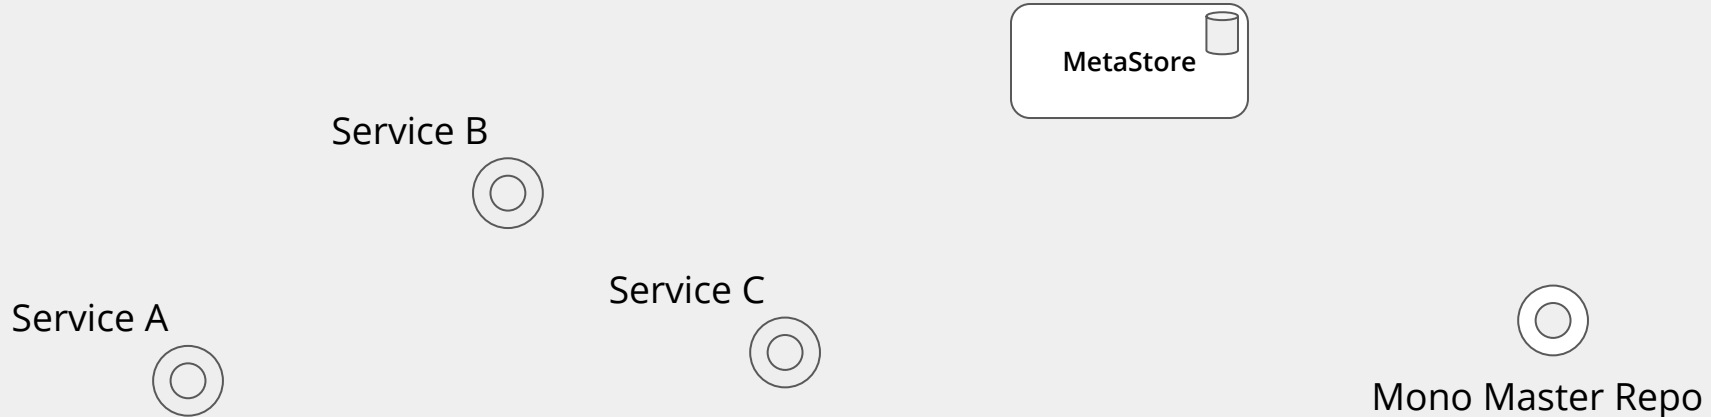 MetaStore
Service B
Service C
Service A
Mono Master Repo